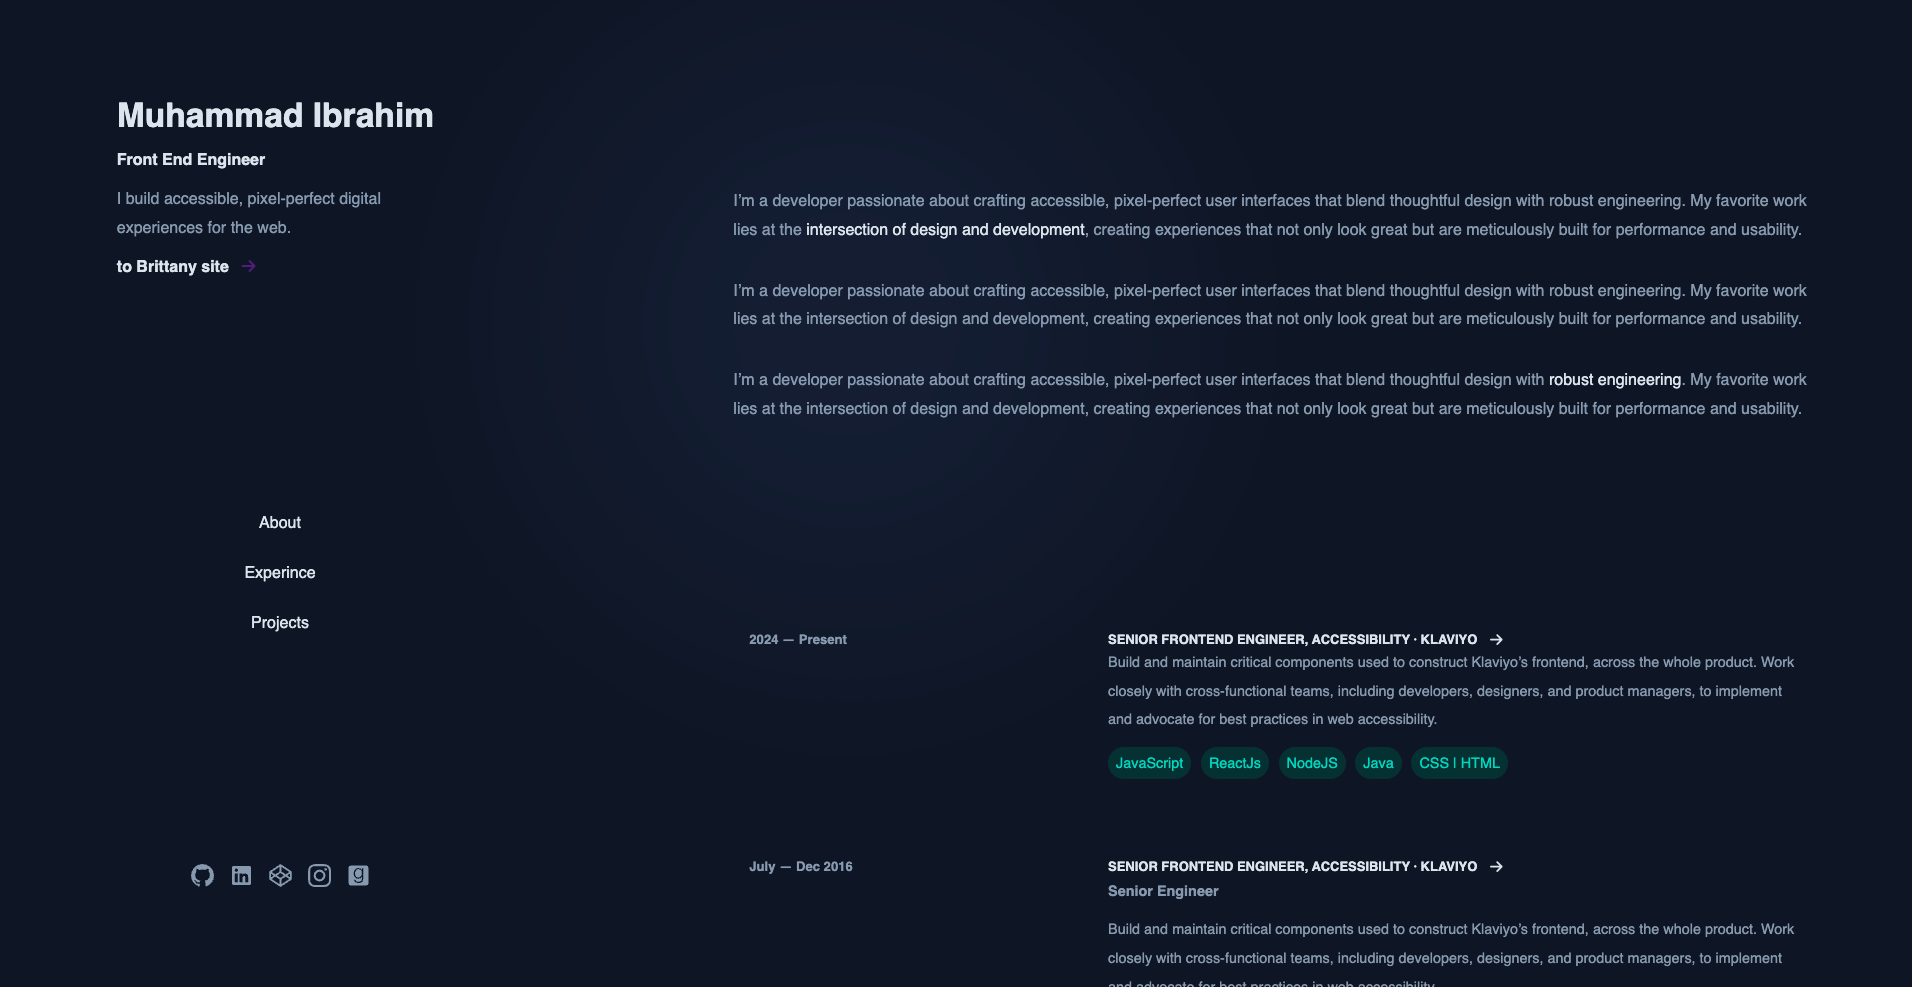 Muhammad Ibrahim
Front End Engineer
I build accessible, pixel-perfect digital
experiences for the web.
to Brittany site →
About
Experince
Projects
I’m a developer passionate about crafting accessible, pixel-perfect user interfaces that blend thoughtful design with robust engineering. My favorite work
lies at the intersection of design and development, creating experiences that not only look great but are meticulously built for performance and usability.
I’m a developer passionate about crafting accessible, pixel-perfect user interfaces that blend thoughtful design with robust engineering. My favorite work
lies at the intersection of design and development, creating experiences that not only look great but are meticulously built for performance and usability.
I’m a developer passionate about crafting accessible, pixel-perfect user interfaces that blend thoughtful design with robust engineering. My favorite work
lies at the intersection of design and development, creating experiences that not only look great but are meticulously built for performance and usability.
2024 — Present
SENIOR FRONTEND ENGINEER, ACCESSIBILITY · KLAVIYO →
Build and maintain critical components used to construct Klaviyo’s frontend, across the whole product. Work
closely with cross-functional teams, including developers, designers, and product managers, to implement
and advocate for best practices in web accessibility.
JavaScript ReactJs NodeJS Java CSS | HTML
July — Dec 2016
SENIOR FRONTEND ENGINEER, ACCESSIBILITY · KLAVIYO →
Senior Engineer
Build and maintain critical components used to construct Klaviyo’s frontend, across the whole product. Work
closely with cross-functional teams, including developers, designers, and product managers, to implement
and advocate for best practices in web accessibility.